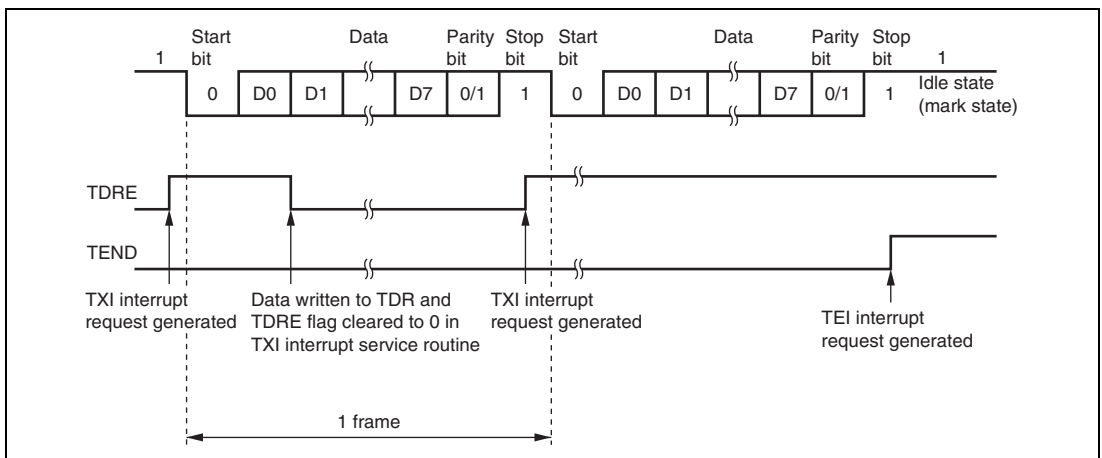 Start Data Parity Stop Start Data Parity Stop
1 bit bit bit bit bit bit 1
0 D0 D1 D7 0/1 1 0 D0 D1 D7 0/1 1 Idle state
(mark state)
TDRE
TEND
TXI interrupt Data written to TDR and TXI interrupt
request generated TDRE flag cleared to 0 in request generated
TXI interrupt service routine
TEI interrupt
request generated
1 frame